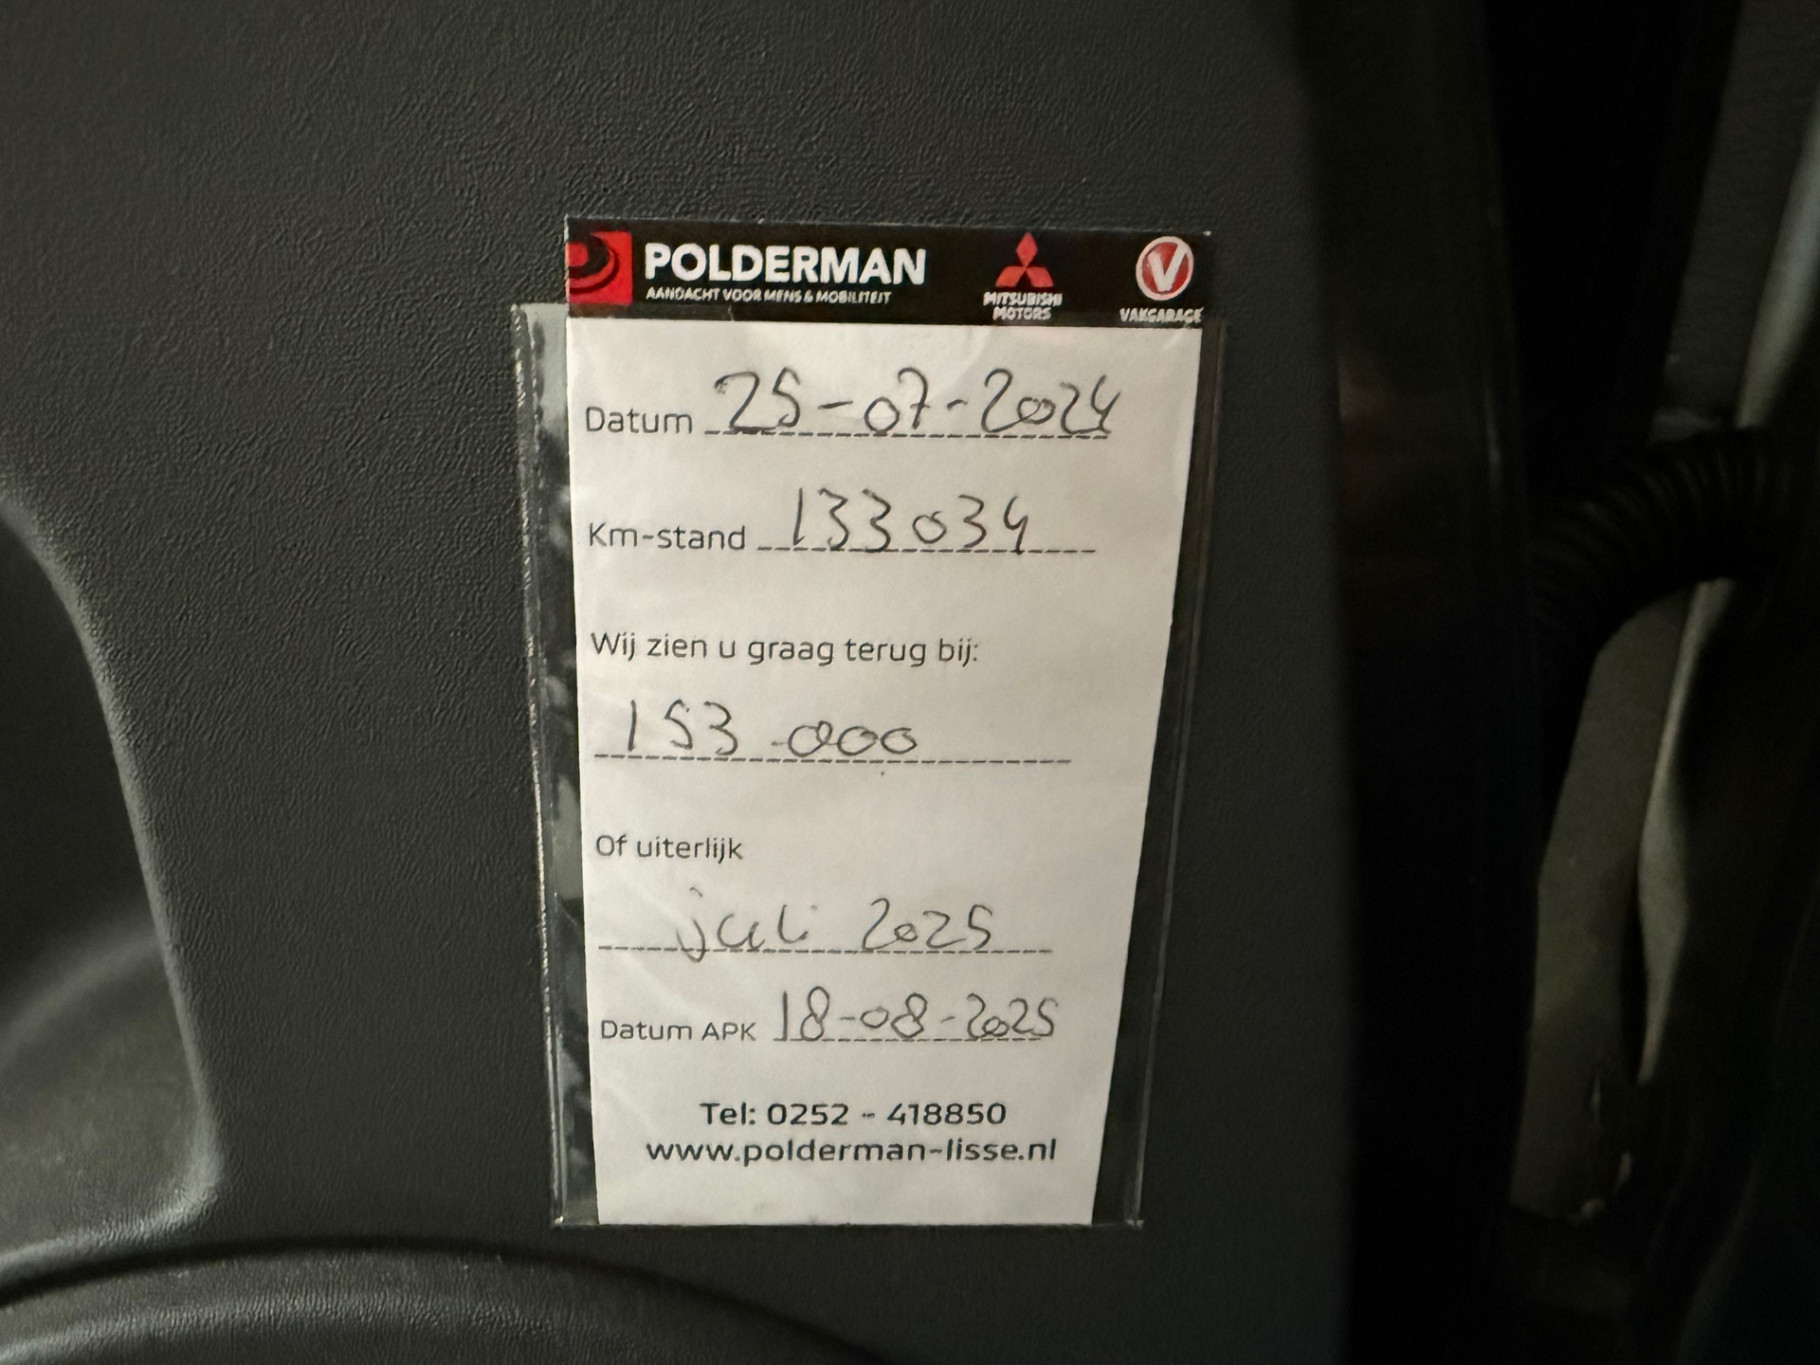 POLDERMAN
AANDACHT VOOR MENS & MOBILITEIT
MITSUBISHI
MOTORS
V
VAKGARAGE
Datum 25-07-2024
Km-stand 133034
Wij zien u graag terug bij:
153.000
Of uiterlijk
juli 2025
Datum APK 18-08-2025
Tel: 0252 - 418850
www.polderman-lisse.nl